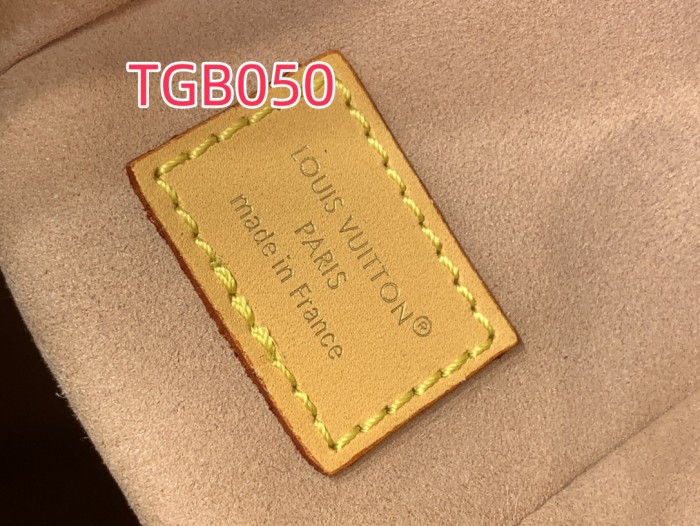 TGB050
LOUIS VUITTON®
PARIS
made in France